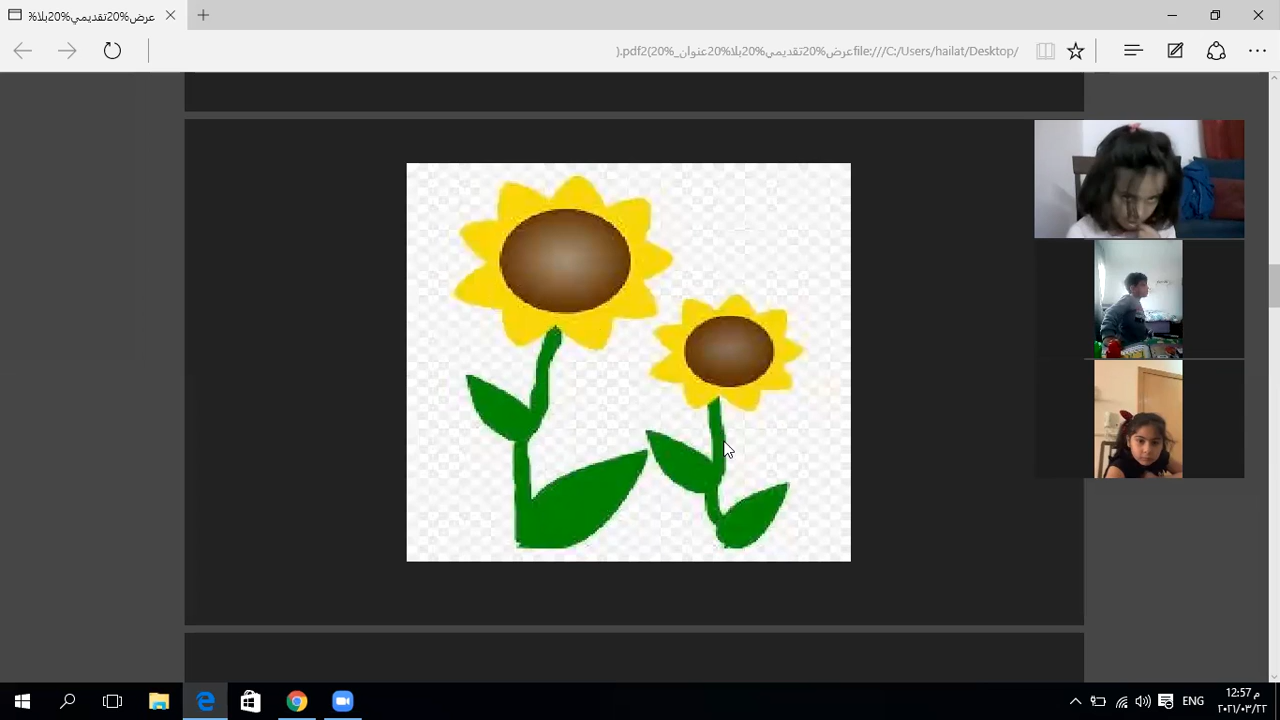 عرض%20تقديمي%20بلا%
file:///C:/Users/hailat/Desktop/عرض%20تقديمي%20بلا%20عنوان_%20(2).pdf
ENG
12:57 م
٢٠٢١/٠٣/٢٢